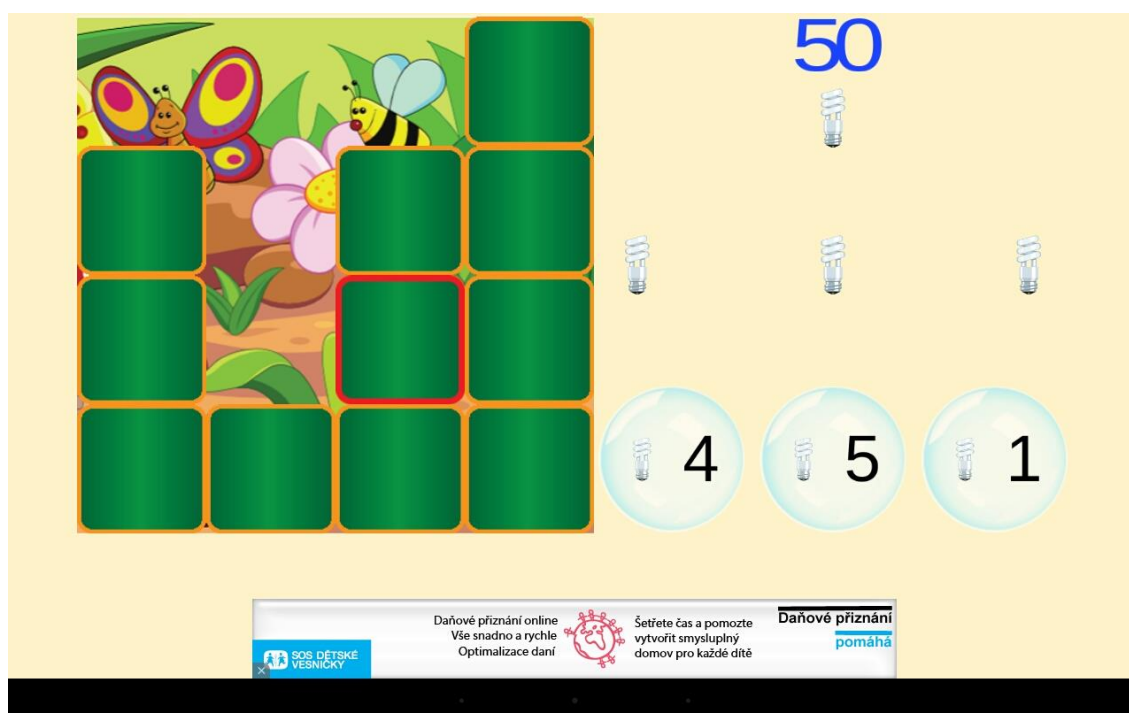 50
4
5
1
SOS DĚTSKÉ
VESNIČKY
Daňové přiznání online
Vše snadno a rychle
Optimalizace daní
Šetřete čas a pomozte
vytvořit smysluplný
domov pro každé dítě
Daňové přiznání
pomáhá